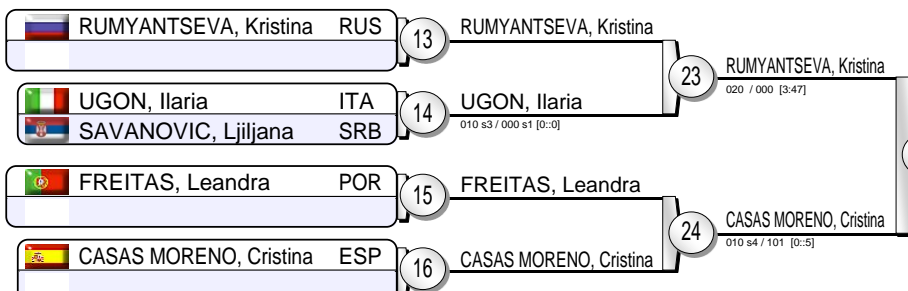 RUMYANTSEVA, Kristina RUS
13
RUMYANTSEVA, Kristina
23
RUMYANTSEVA, Kristina
020 / 000 [3:47]
UGON, Ilaria ITA
SAVANOVIC, Ljiljana SRB
14
UGON, Ilaria
010 s3 / 000 s1 [0::0]
FREITAS, Leandra POR
15
FREITAS, Leandra
24
CASAS MORENO, Cristina
010 s4 / 101 [0::5]
CASAS MORENO, Cristina ESP
16
CASAS MORENO, Cristina